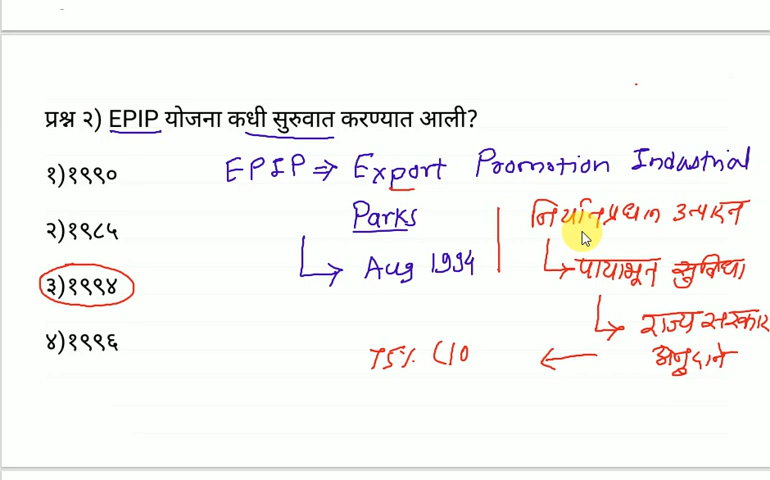 प्रश्न २) EPIP योजना कधी सुरुवात करण्यात आली?
१)१९९०
२)१९८५
३)१९९४
४)१९९६
EPIP ⇒ Export Promotion Industrial
Parks
→ Aug 1994
निर्यातप्रधान उत्पादन
→ पायाभूत सुविधा
→ राज्य सरकार
अनुदाने
← 75% (10